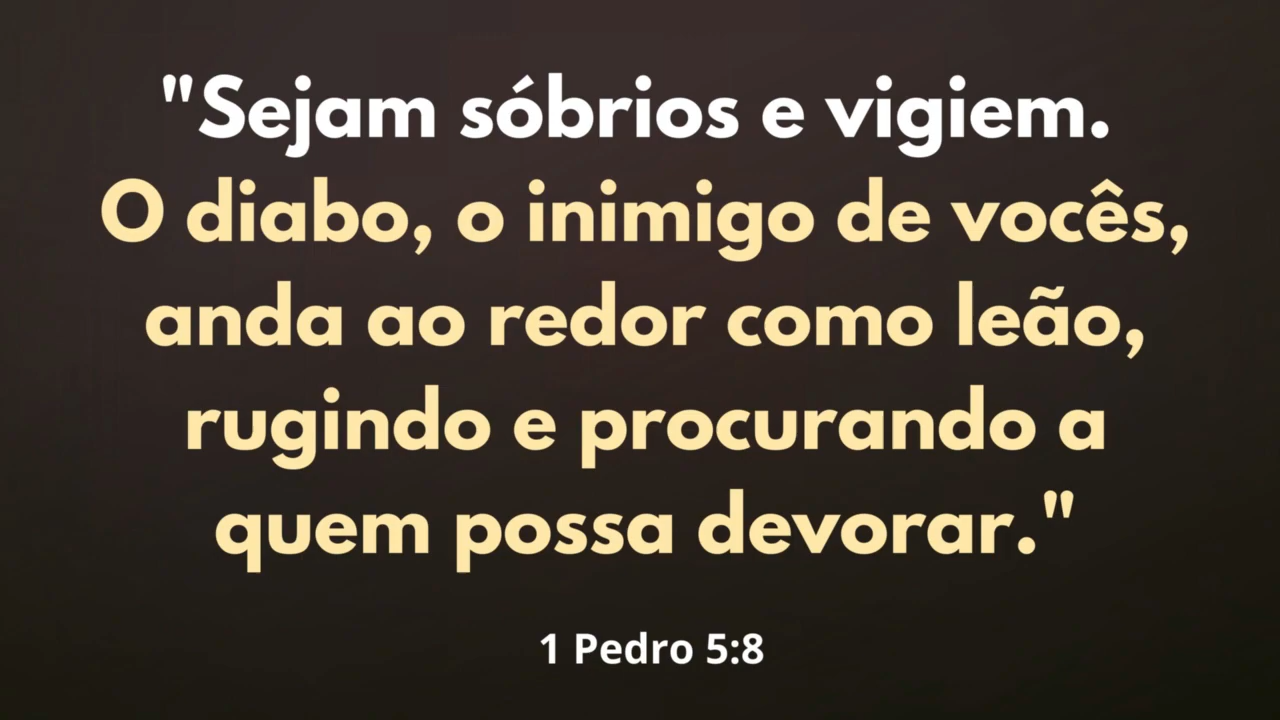 "Sejam sóbrios e vigiem.
O diabo, o inimigo de vocês,
anda ao redor como leão,
rugindo e procurando a
quem possa devorar."
1 Pedro 5:8